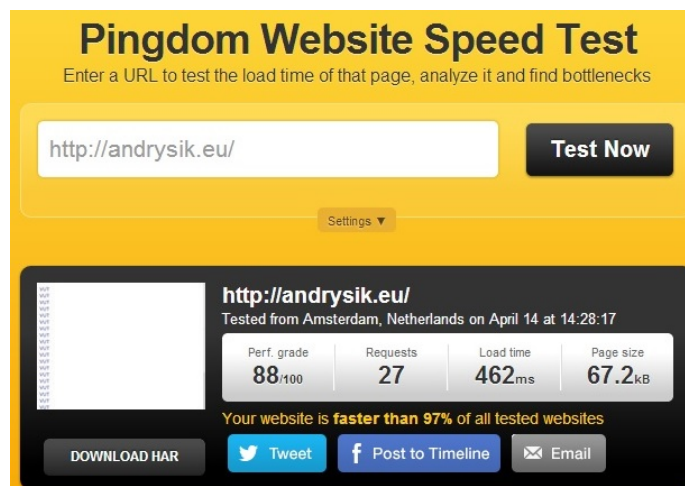 Pingdom Website Speed Test
Enter a URL to test the load time of that page, analyze it and find bottlenecks
http://andrysik.eu/
Test Now
Settings ▼
http://andrysik.eu/
Tested from Amsterdam, Netherlands on April 14 at 14:28:17
Perf. grade Requests Load time Page size
88/100 27 462ms 67.2kB
Your website is faster than 97% of all tested websites
DOWNLOAD HAR
Tweet
Post to Timeline
Email